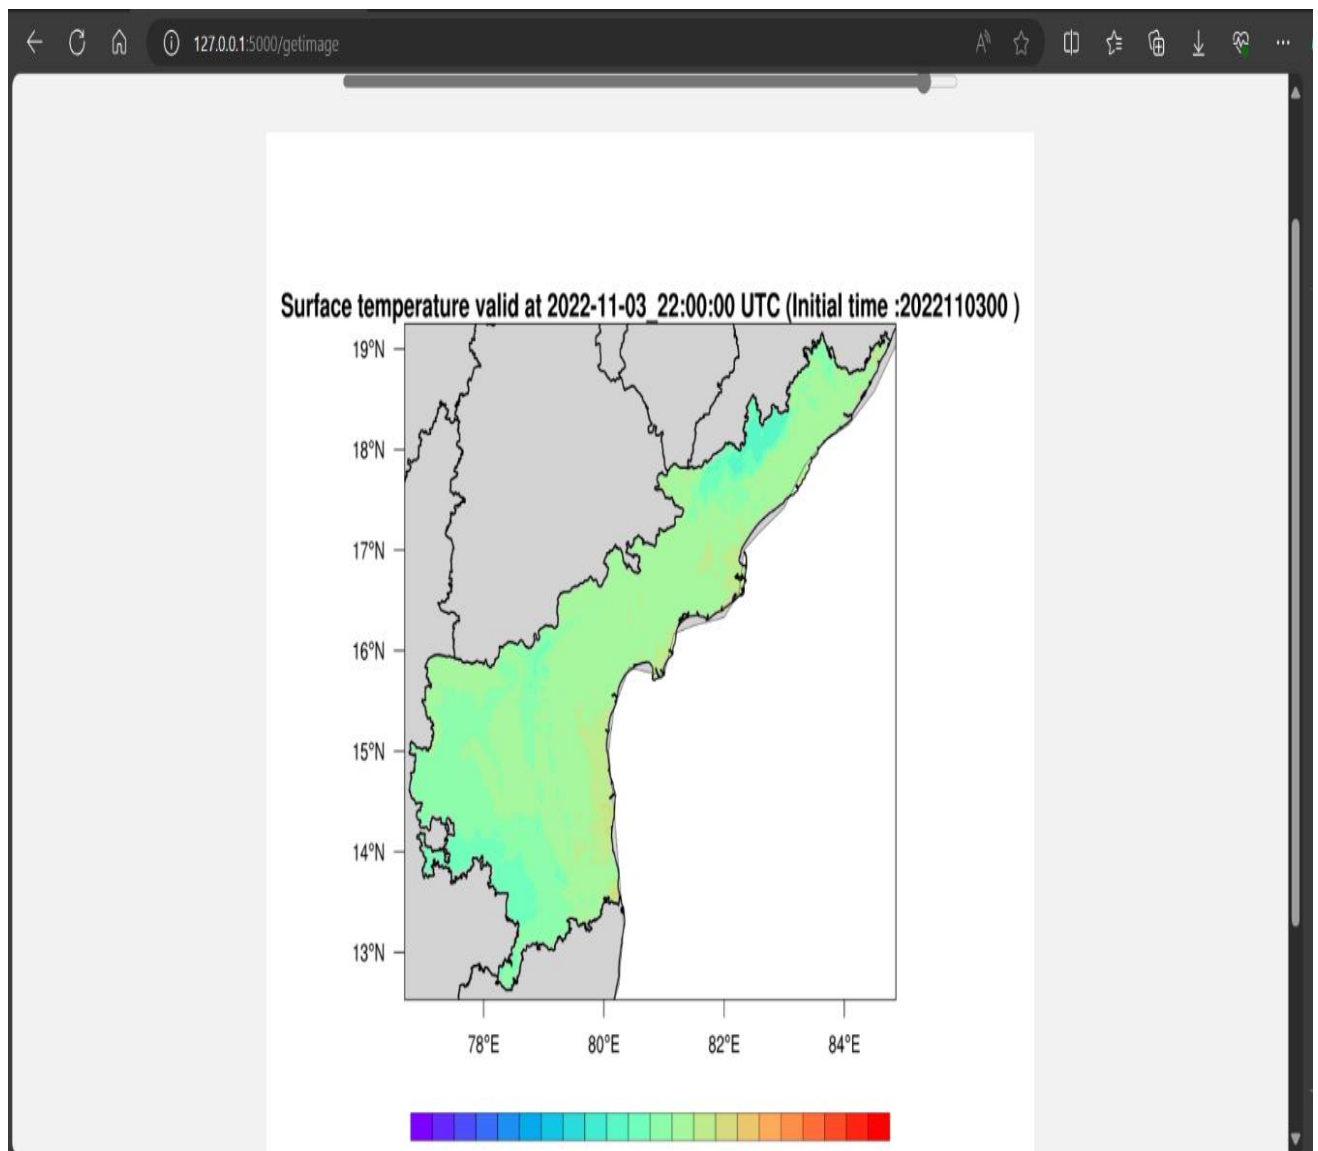 127.0.0.1:5000/getimage
Surface temperature valid at 2022-11-03_22:00:00 UTC (Initial time :2022110300 )
19°N
18°N
17°N
16°N
15°N
14°N
13°N
78°E 80°E 82°E 84°E